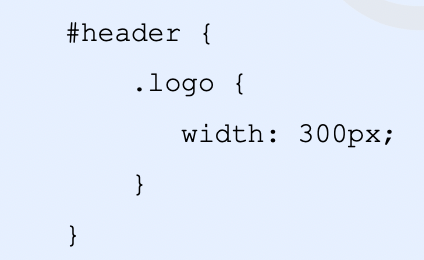 #header {
    .logo {
       width: 300px;
    }
}